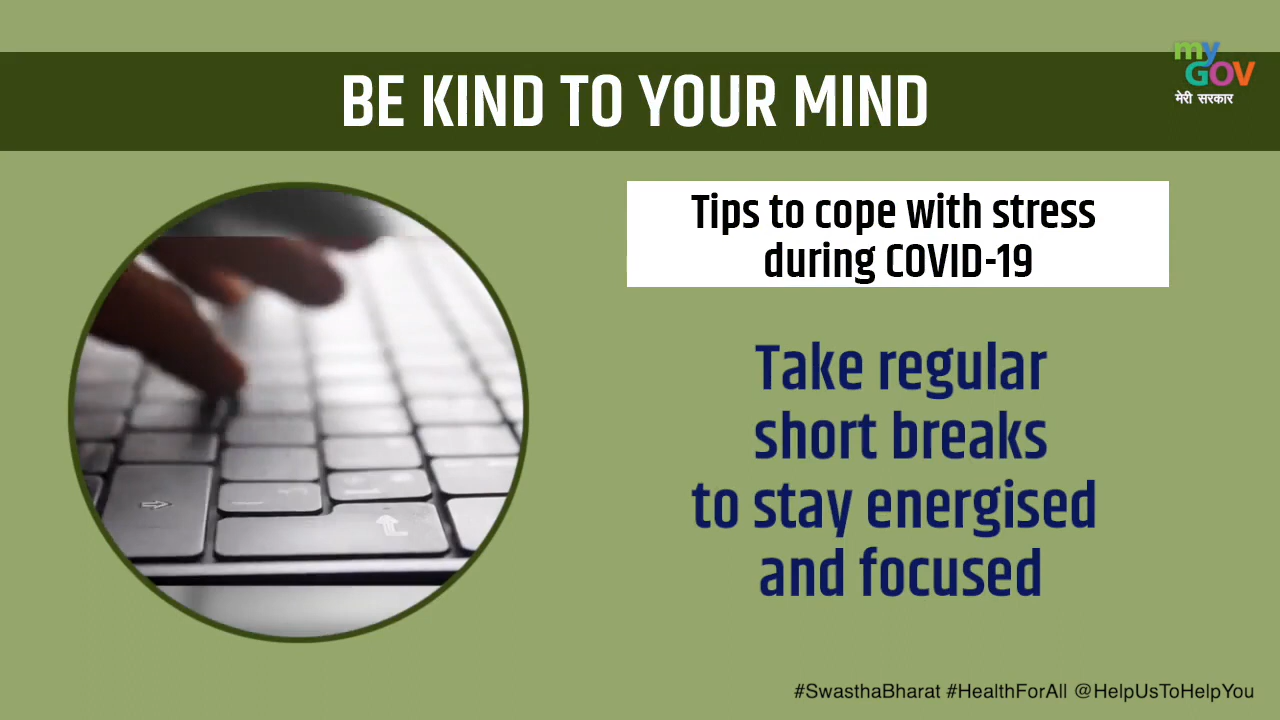 BE KIND TO YOUR MIND
my
GOV
मेरी सरकार
Tips to cope with stress
during COVID-19
Take regular
short breaks
to stay energised
and focused
#SwasthaBharat #HealthForAll @HelpUsToHelpYou